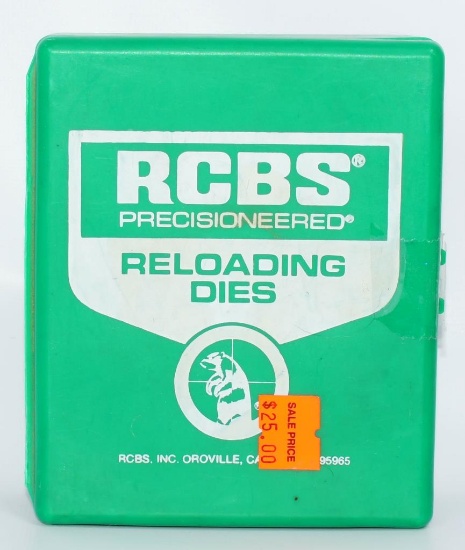 RCBS®
PRECISIONEERED®
RELOADING
DIES
®
SALE PRICE
$25.00
RCBS, INC. OROVILLE, CA 95965